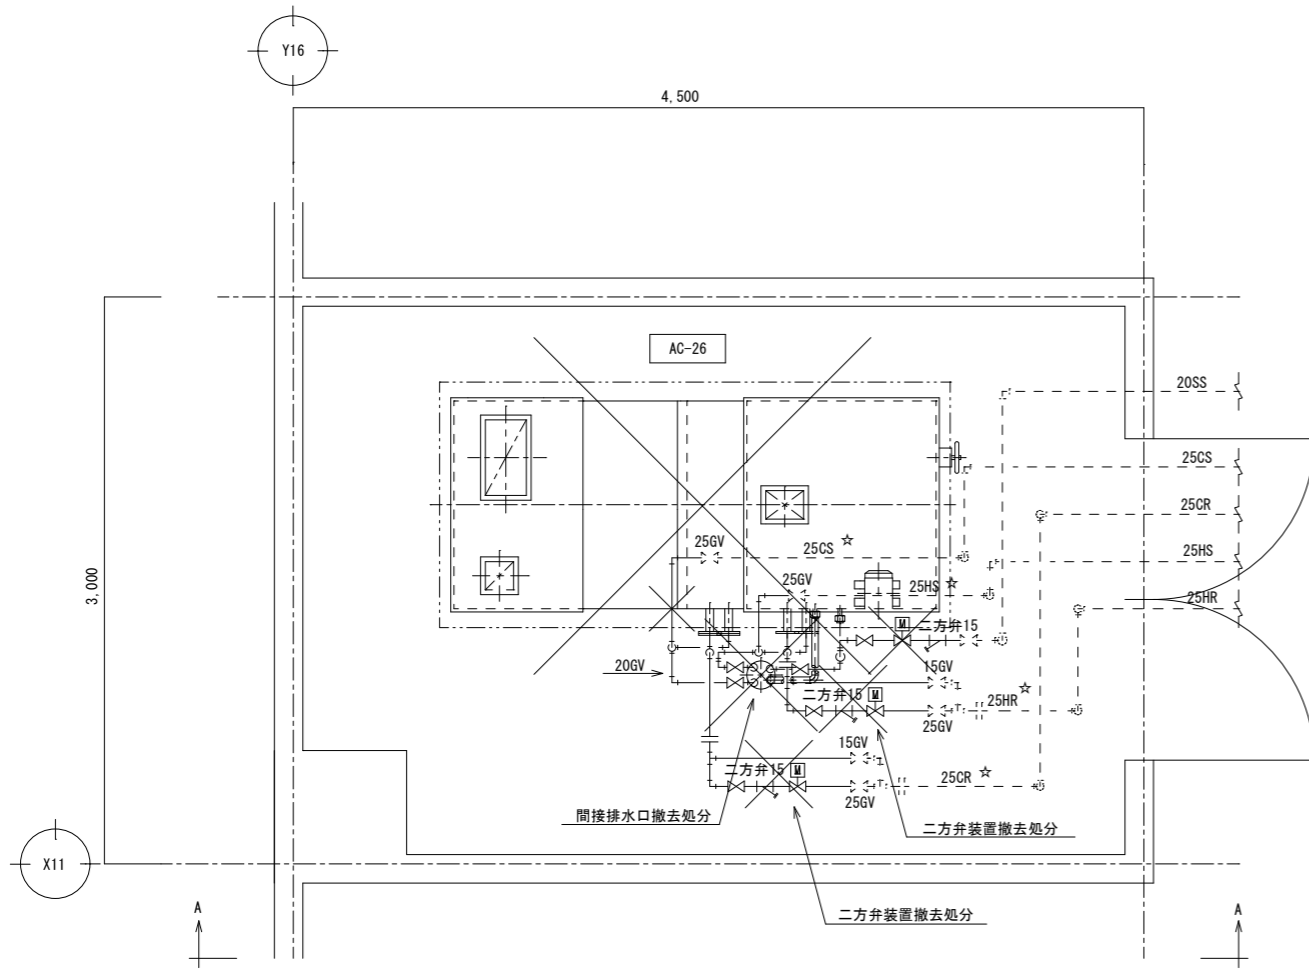 Y16
4,500
AC-26
20SS
25CS
25CR
25GV
25CS☆
25HS
25GV
25HS☆
25HR
3,000
二方弁15
M
20GV
15GV
二方弁15
M
25HR☆
25GV
15GV
二方弁15
M
25CR☆
25GV
間接排水口撤去処分
二方弁装置撤去処分
X11
二方弁装置撤去処分
A
A